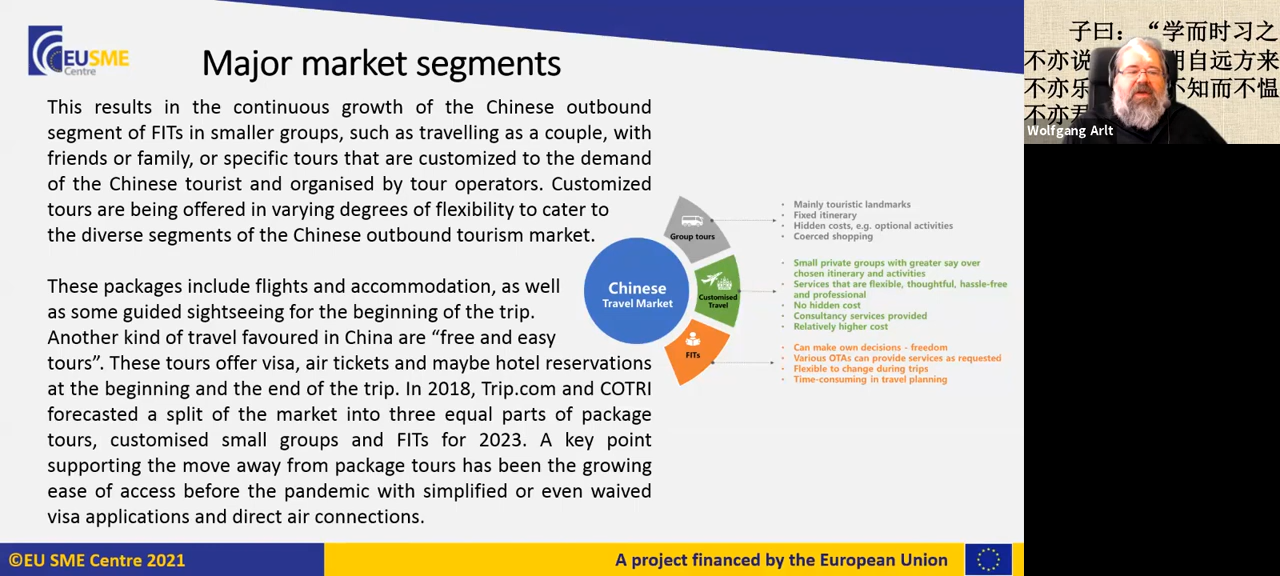 EUSME
Centre
Major market segments
This results in the continuous growth of the Chinese outbound
segment of FITs in smaller groups, such as travelling as a couple, with
friends or family, or specific tours that are customized to the demand
of the Chinese tourist and organised by tour operators. Customized
tours are being offered in varying degrees of flexibility to cater to
the diverse segments of the Chinese outbound tourism market.
These packages include flights and accommodation, as well
as some guided sightseeing for the beginning of the trip.
Another kind of travel favoured in China are “free and easy
tours”. These tours offer visa, air tickets and maybe hotel reservations
at the beginning and the end of the trip. In 2018, Trip.com and COTRI
forecasted a split of the market into three equal parts of package
tours, customised small groups and FITs for 2023. A key point
supporting the move away from package tours has been the growing
ease of access before the pandemic with simplified or even waived
visa applications and direct air connections.
Chinese
Travel Market
Group tours
• Mainly touristic landmarks
• Fixed itinerary
• Hidden costs, e.g. optional activities
• Coerced shopping
Customised
Travel
• Small private groups with greater say over
chosen itinerary and activities
• Services that are flexible, thoughtful, hassle-free
and professional
• No hidden cost
• Consultancy services provided
• Relatively higher cost
FITs
• Can make own decisions - freedom
• Various OTAs can provide services as requested
• Flexible to change during trips
• Time-consuming in travel planning
©EU SME Centre 2021
A project financed by the European Union
子曰：“学而时习之
不亦说 朋自远方来
不亦乐 不知而不愠
不亦君
Wolfgang Arlt